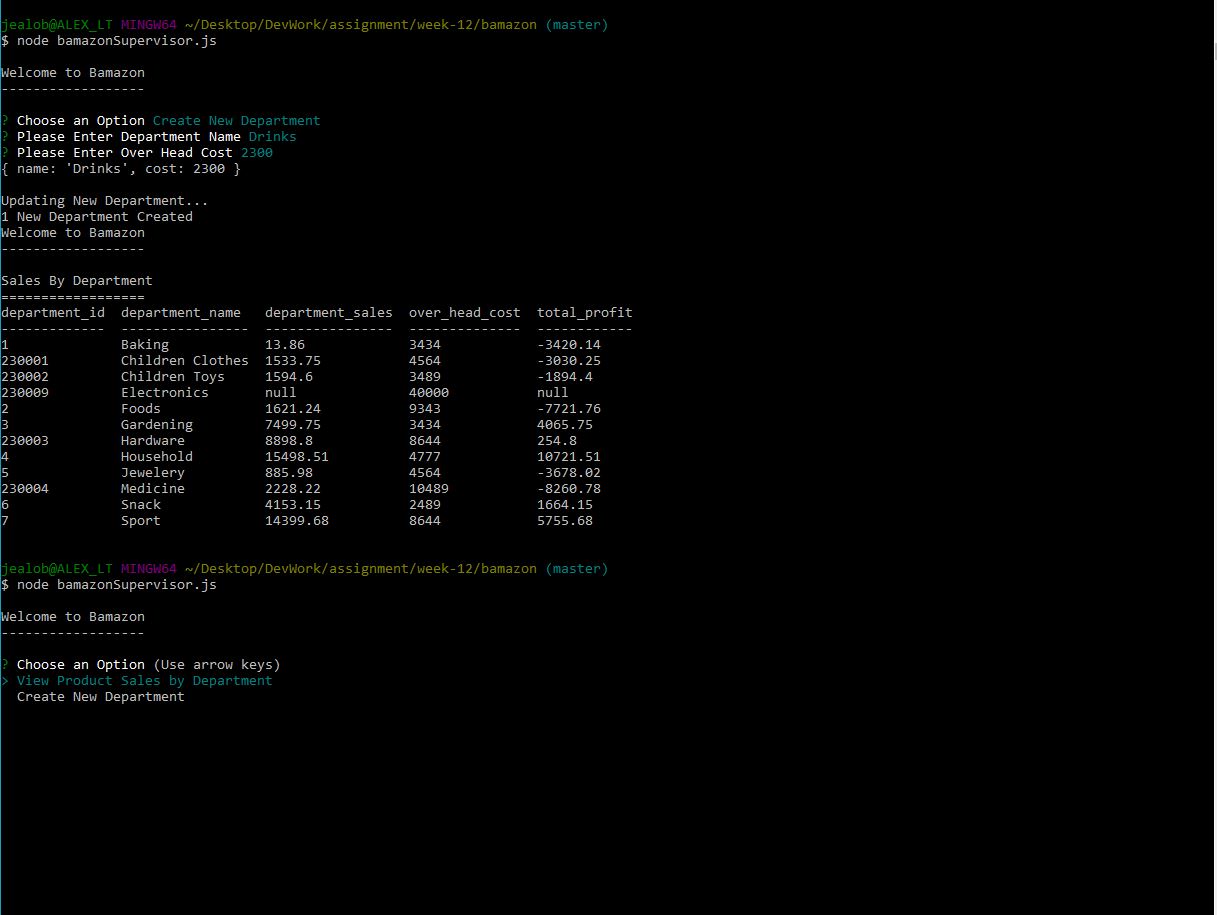 jealob@ALEX_LT MINGW64 ~/Desktop/DevWork/assignment/week-12/bamazon (master)
$ node bamazonSupervisor.js
Welcome to Bamazon
------------------
? Choose an Option Create New Department
? Please Enter Department Name Drinks
? Please Enter Over Head Cost 2300
{ name: 'Drinks', cost: 2300 }
Updating New Department...
1 New Department Created
Welcome to Bamazon
------------------
Sales By Department
==================
department_id  department_name   department_sales  over_head_cost  total_profit
-------------  ----------------  ----------------  --------------  ------------
1              Baking            13.86             3434            -3420.14
230001         Children Clothes  1533.75           4564            -3030.25
230002         Children Toys     1594.6            3489            -1894.4
230009         Electronics       null              40000           null
2              Foods             1621.24           9343            -7721.76
3              Gardening         7499.75           3434            4065.75
230003         Hardware          8898.8            8644            254.8
4              Household         15498.51          4777            10721.51
5              Jewelery          885.98            4564            -3678.02
230004         Medicine          2228.22           10489           -8260.78
6              Snack             4153.15           2489            1664.15
7              Sport             14399.68          8644            5755.68
jealob@ALEX_LT MINGW64 ~/Desktop/DevWork/assignment/week-12/bamazon (master)
$ node bamazonSupervisor.js
Welcome to Bamazon
------------------
? Choose an Option (Use arrow keys)
> View Product Sales by Department
  Create New Department